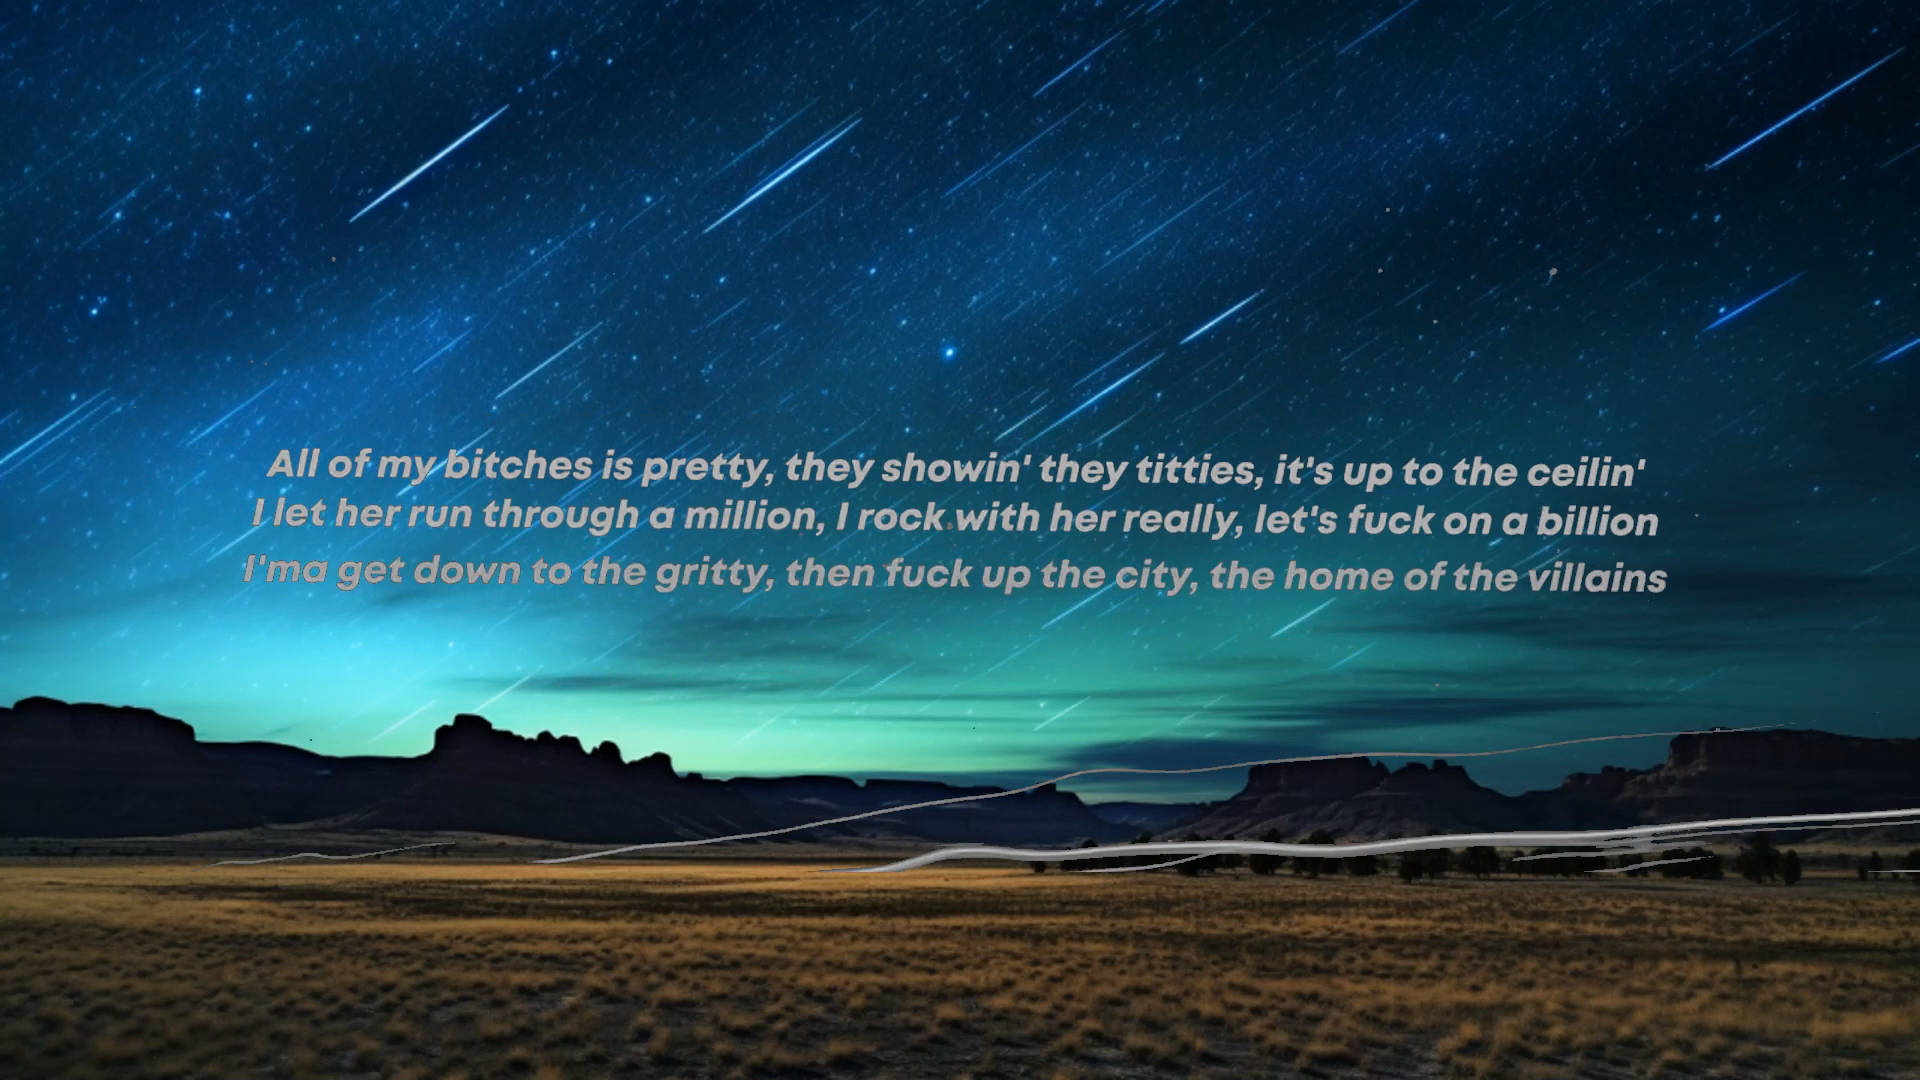 All of my bitches is pretty, they showin' they titties, it's up to the ceilin'
I let her run through a million, I rock with her really, let's fuck on a billion
I'ma get down to the gritty, then fuck up the city, the home of the villains